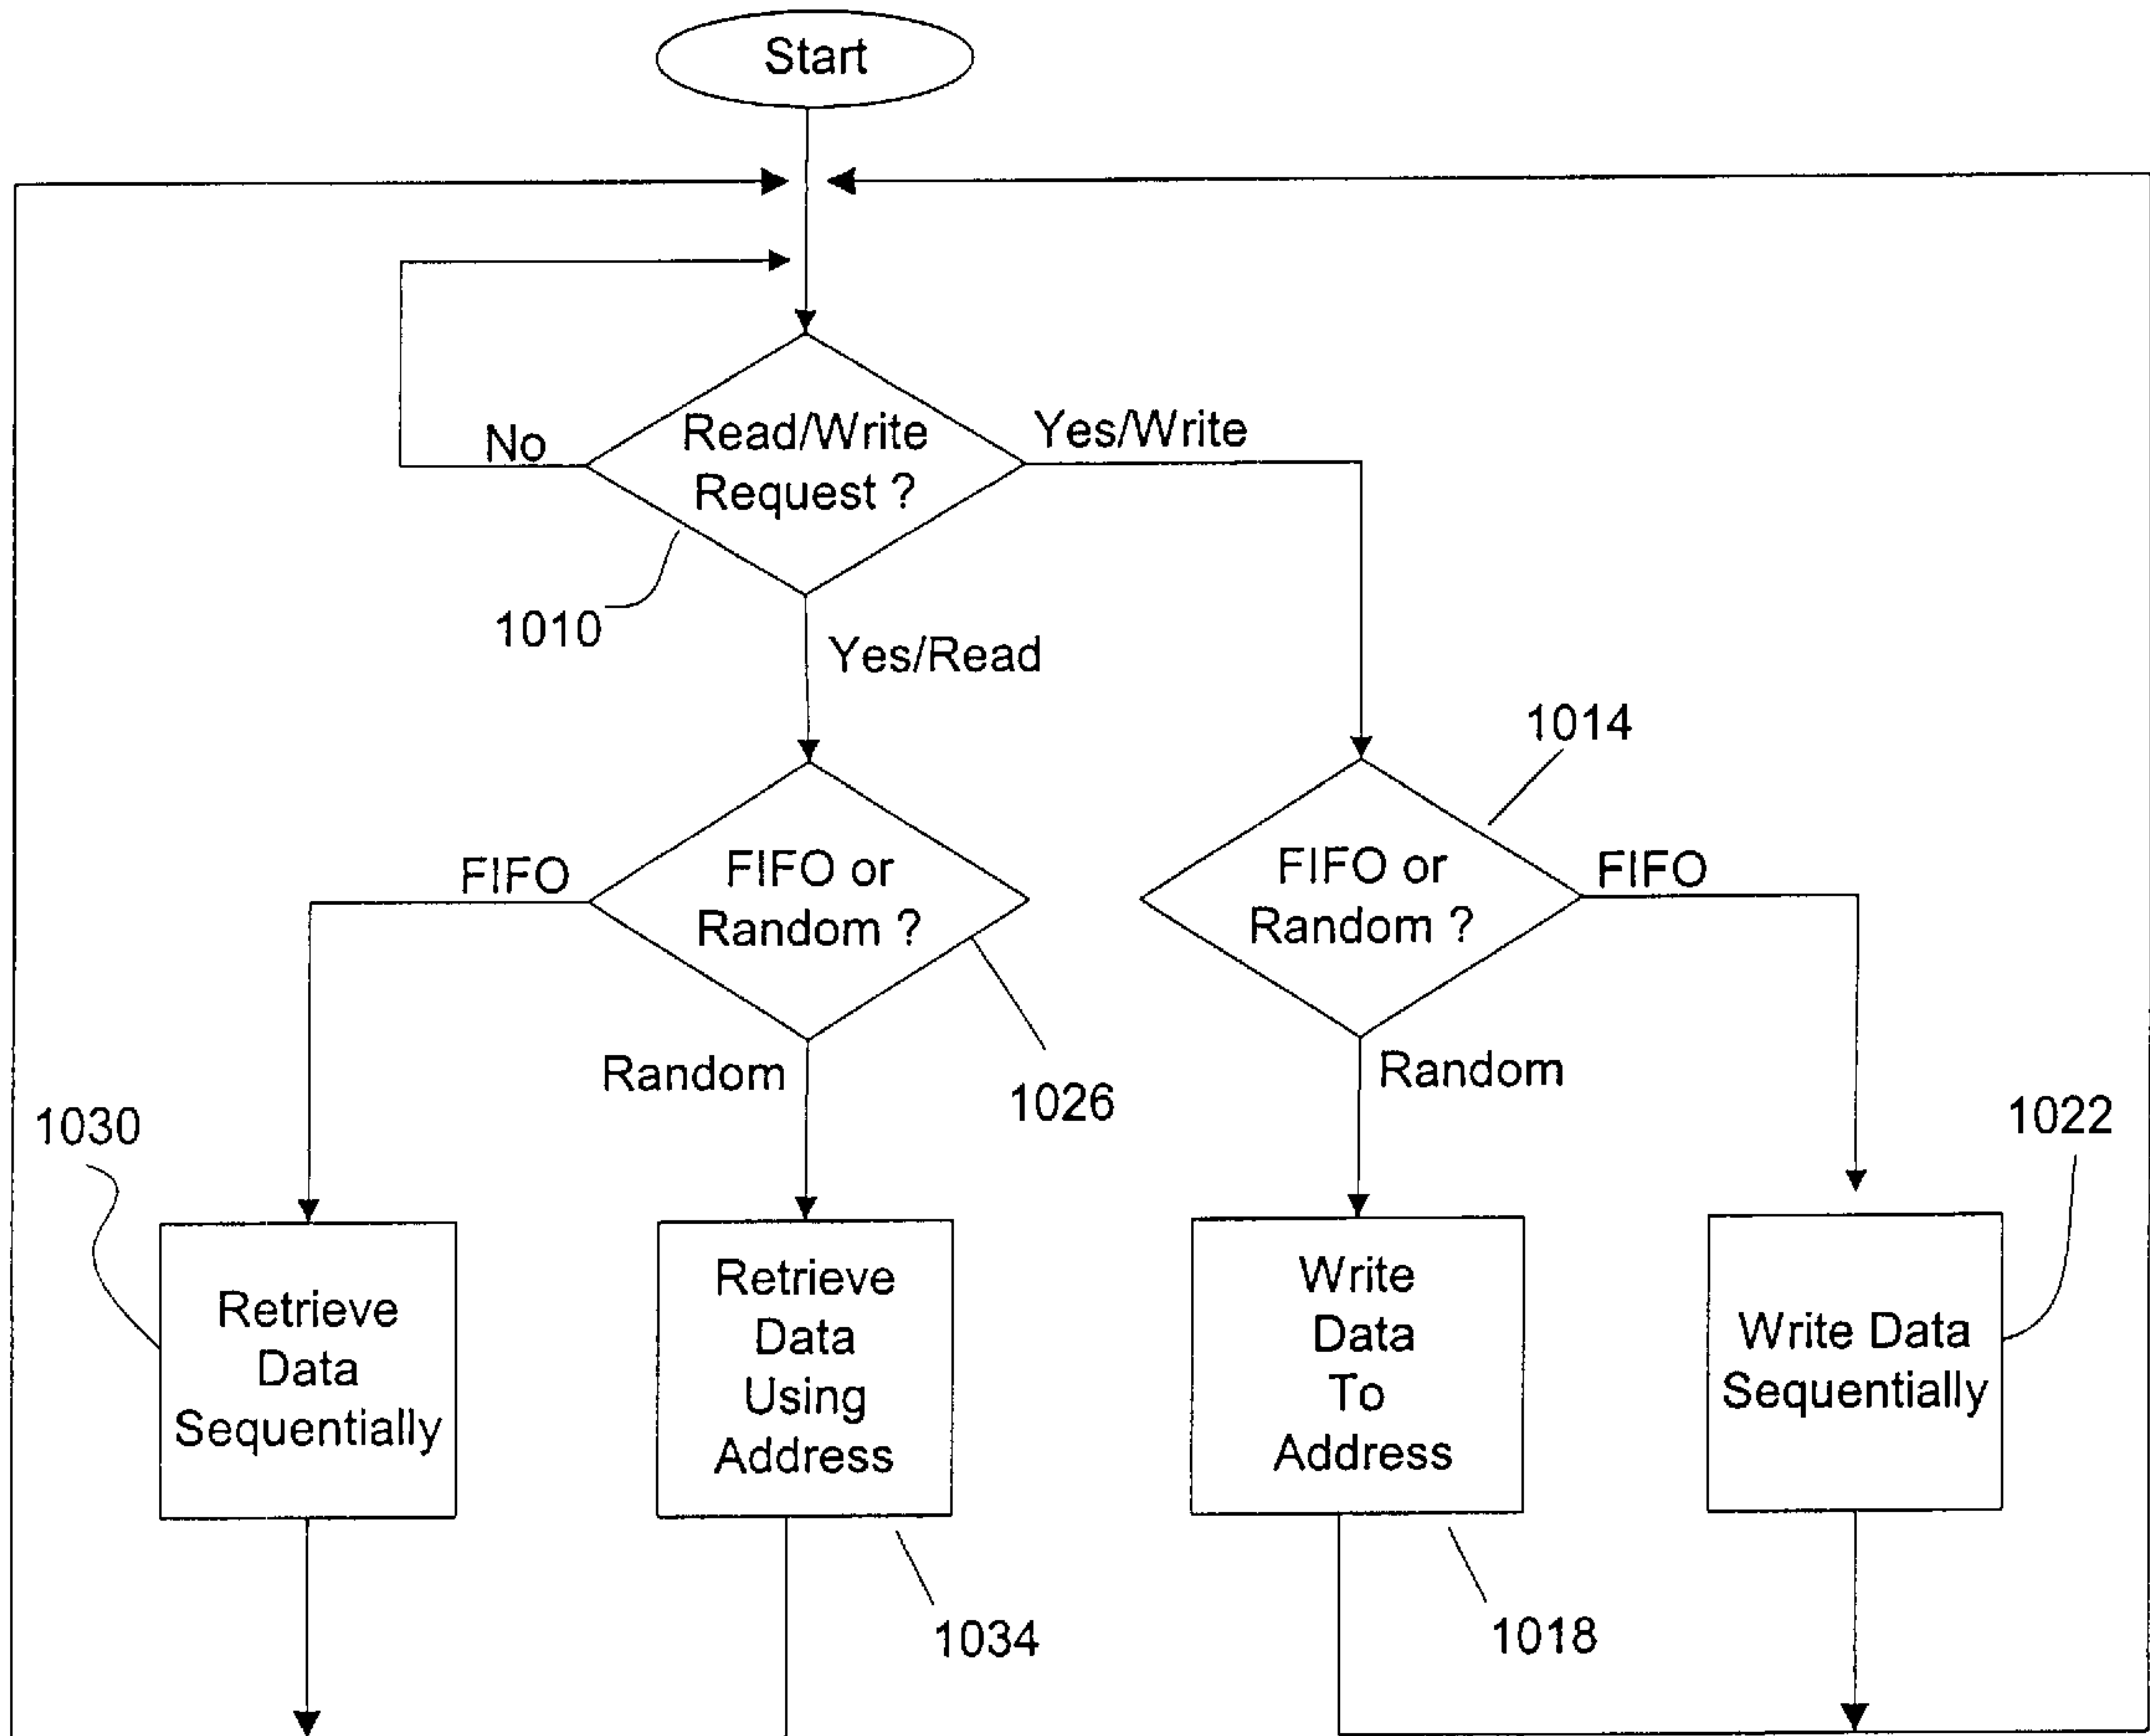 Start
No
Read/Write
Request ?
Yes/Write
1010
Yes/Read
1014
FIFO
FIFO or
Random ?
FIFO or
Random ?
FIFO
Random
1026
Random
1030
1022
Retrieve
Data
Sequentially
Retrieve
Data
Using
Address
Write
Data
To
Address
Write Data
Sequentially
1034
1018